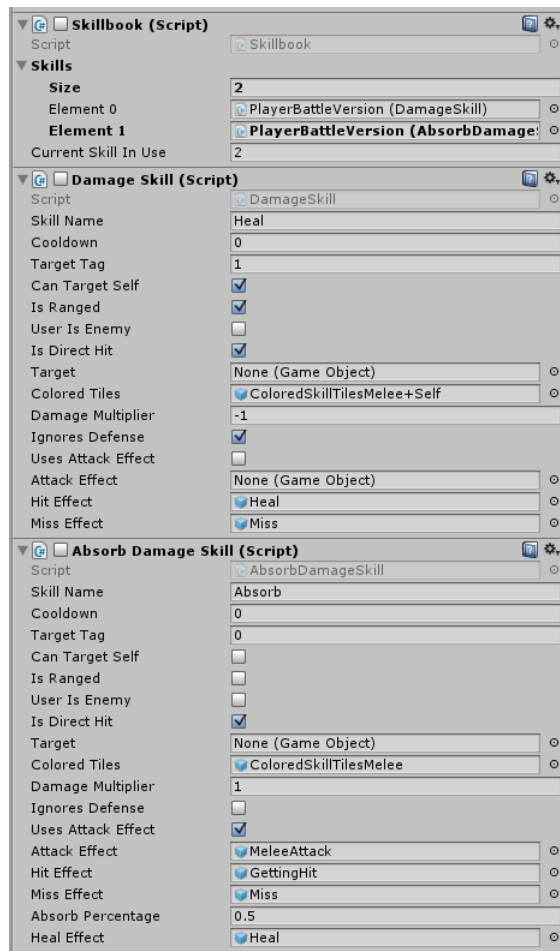 Skillbook (Script)
Script Skillbook
Skills
Size 2
Element 0 PlayerBattleVersion (DamageSkill)
Element 1 PlayerBattleVersion (AbsorbDamage
Current Skill In Use 2
Damage Skill (Script)
Script DamageSkill
Skill Name Heal
Cooldown 0
Target Tag 1
Can Target Self
Is Ranged
User Is Enemy
Is Direct Hit
Target None (Game Object)
Colored Tiles ColoredSkillTilesMelee+Self
Damage Multiplier -1
Ignores Defense
Uses Attack Effect
Attack Effect None (Game Object)
Hit Effect Heal
Miss Effect Miss
Absorb Damage Skill (Script)
Script AbsorbDamageSkill
Skill Name Absorb
Cooldown 0
Target Tag 0
Can Target Self
Is Ranged
User Is Enemy
Is Direct Hit
Target None (Game Object)
Colored Tiles ColoredSkillTilesMelee
Damage Multiplier 1
Ignores Defense
Uses Attack Effect
Attack Effect MeleeAttack
Hit Effect GettingHit
Miss Effect Miss
Absorb Percentage 0.5
Heal Effect Heal